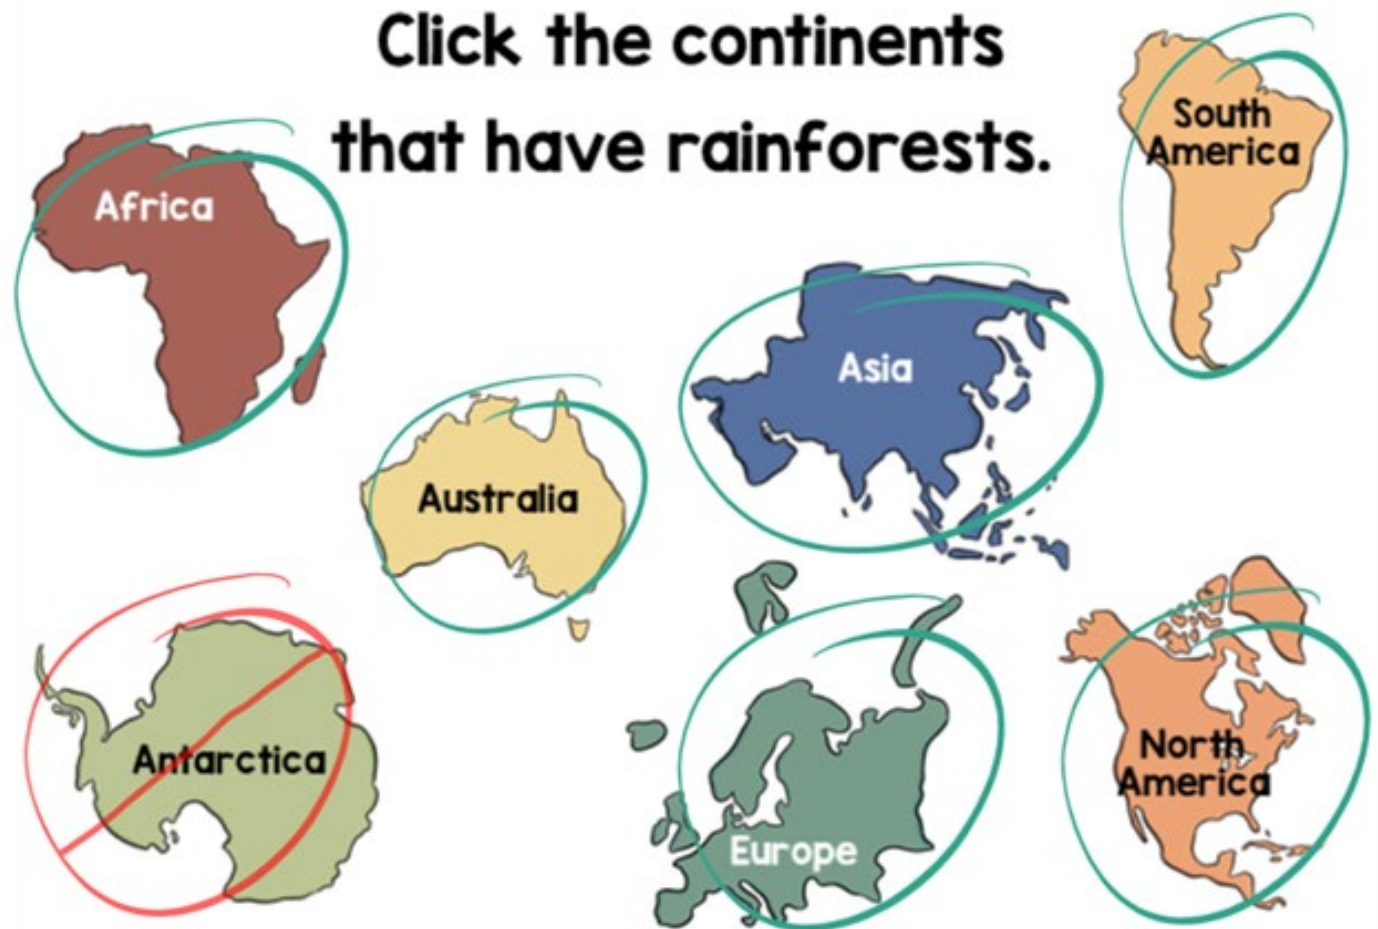 Click the continents
that have rainforests.
South
America
Africa
Asia
Australia
Antarctica
Europe
North
America